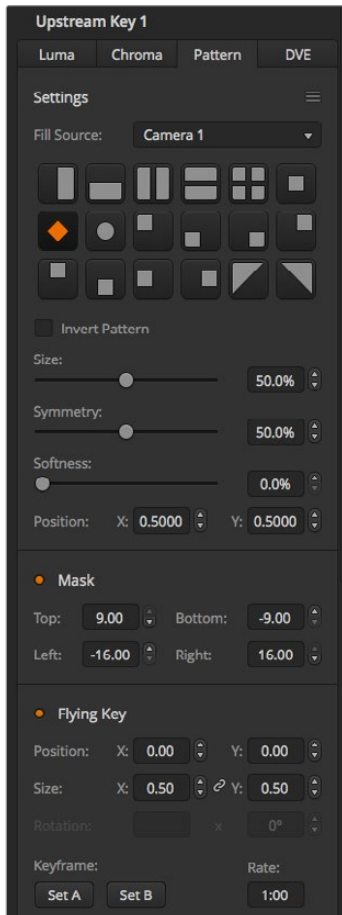 Upstream Key 1
Luma Chroma Pattern DVE
Settings
Fill Source: Camera 1
Invert Pattern
Size:
50.0%
Symmetry:
50.0%
Softness:
0.0%
Position: X: 0.5000 Y: 0.5000
Mask
Top: 9.00 Bottom: -9.00
Left: -16.00 Right: 16.00
Flying Key
Position: X: 0.00 Y: 0.00
Size: X: 0.50 Y: 0.50
Rotation: x 0°
Keyframe: Rate:
Set A Set B 1:00